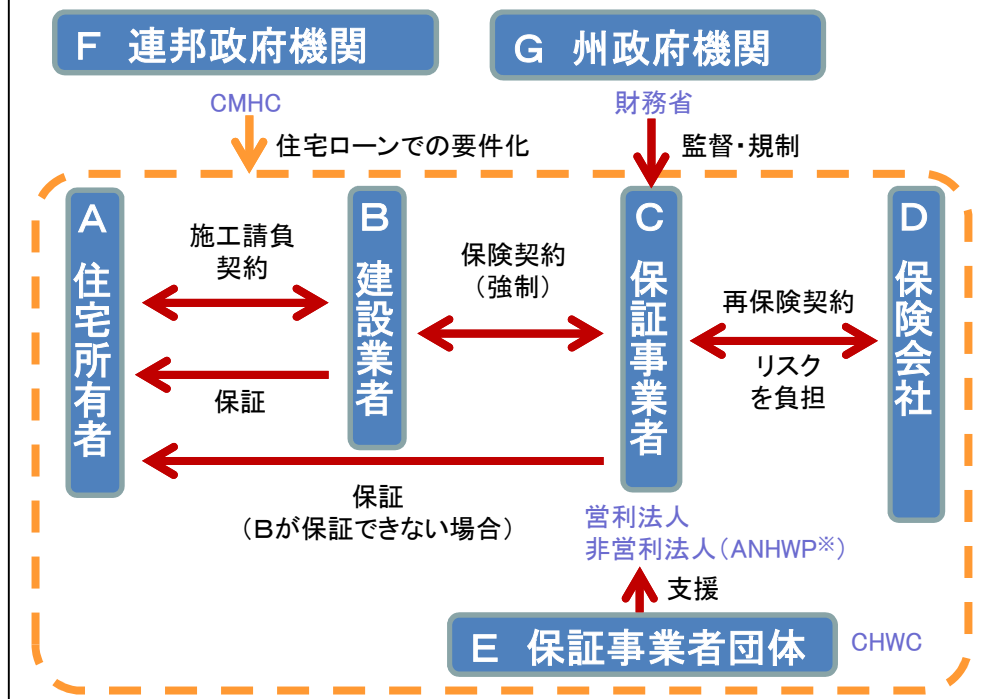 F 連邦政府機関
G 州政府機関
CMHC
財務省
住宅ローンでの要件化
監督・規制
A 住宅所有者
施工請負
契約
B 建設業者
保険契約
(強制)
C 保証事業者
再保険契約
リスク
を負担
D 保険会社
保証
保証
(Bが保証できない場合)
営利法人
非営利法人(ANHWP※)
支援
E 保証事業者団体
CHWC